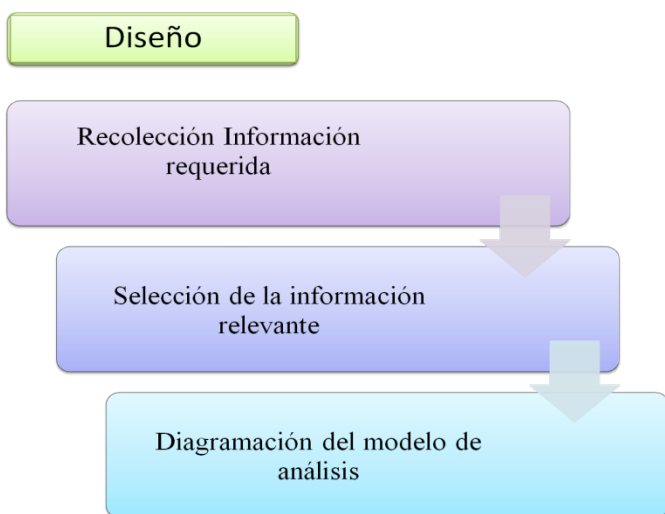 Diseño
Recolección Información
requerida
Selección de la información
relevante
Diagramación del modelo de
análisis